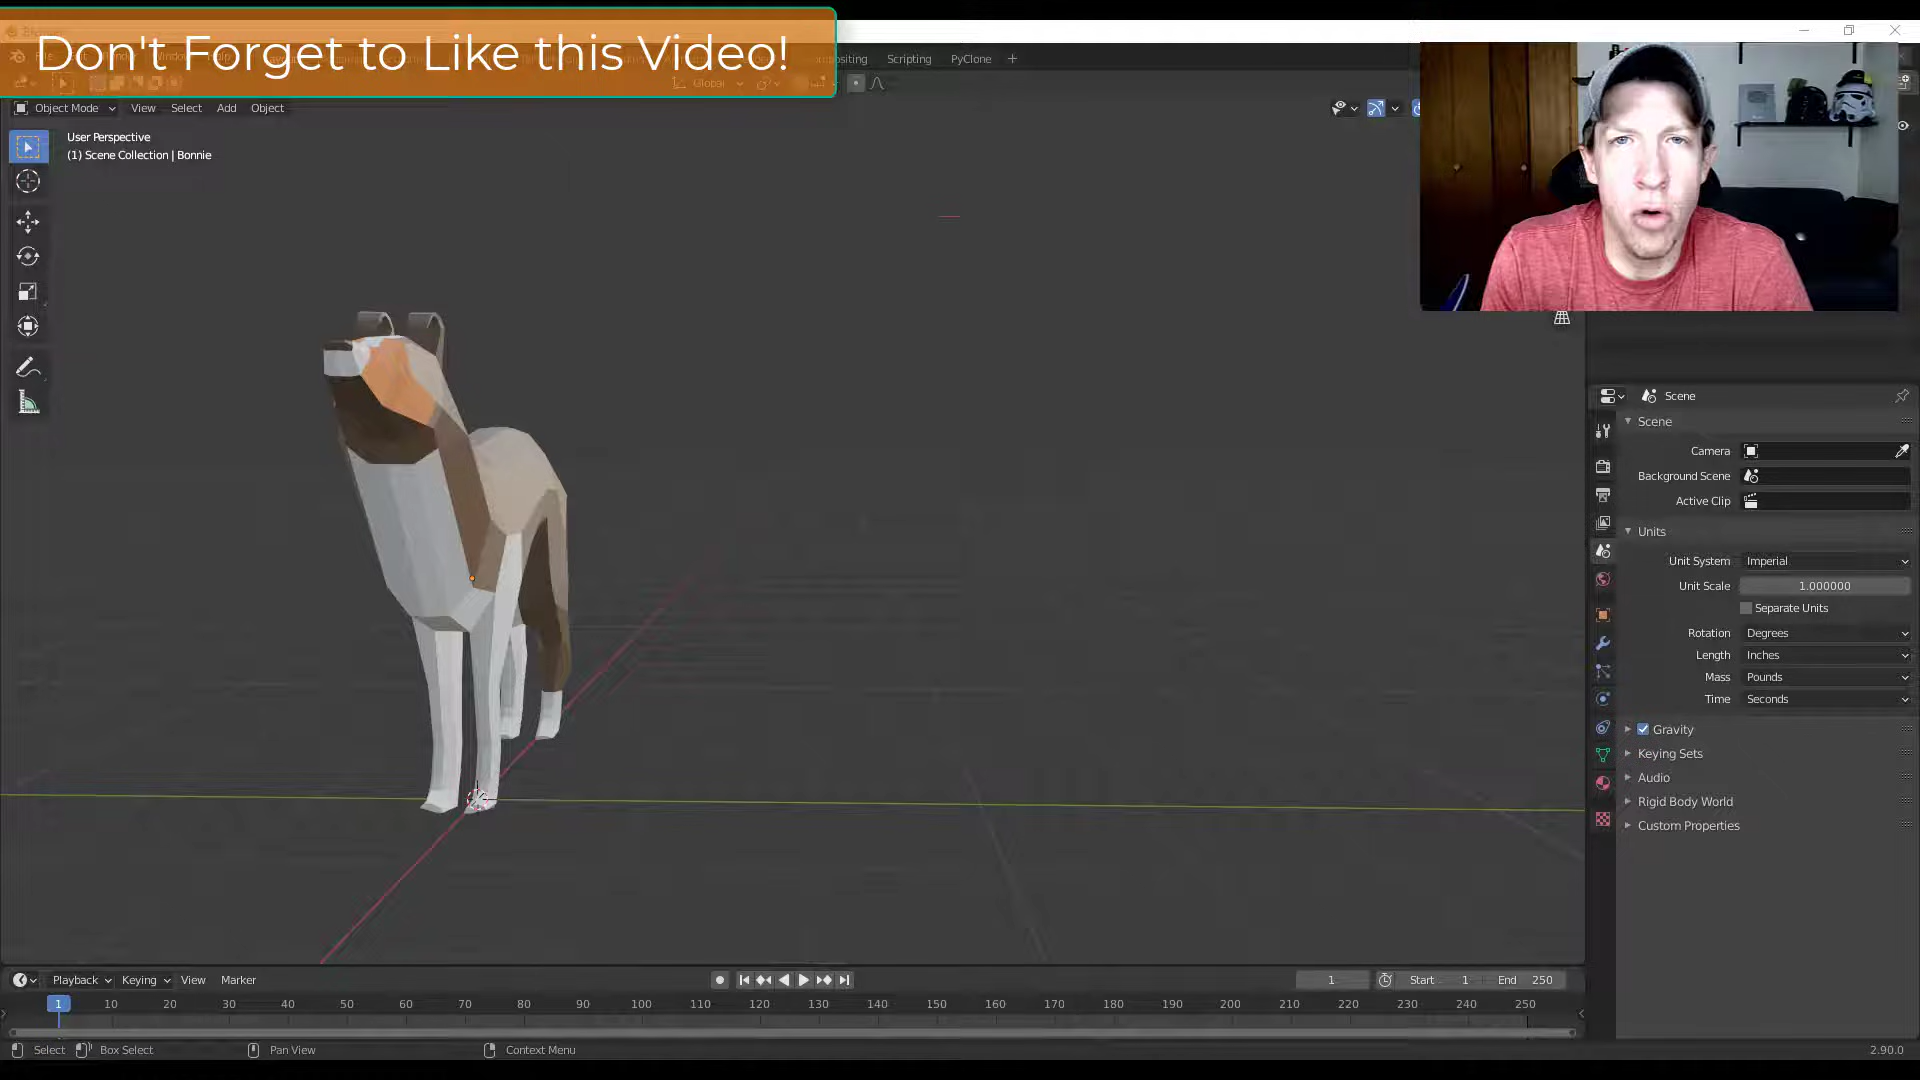 Don't Forget to Like this Video!
Scripting
PyClone
Global
Object Mode
View
Select
Add
Object
User Perspective
(1) Scene Collection | Bonnie
Scene
Scene
Camera
Background Scene
Active Clip
Units
Unit System
Imperial
Unit Scale
1.000000
Separate Units
Rotation
Degrees
Length
Inches
Mass
Pounds
Time
Seconds
Gravity
Keying Sets
Audio
Rigid Body World
Custom Properties
Playback
Keying
View
Marker
1
Start
1
End
250
1
10
20
30
40
50
60
70
80
90
100
110
120
130
140
150
160
170
180
190
200
210
220
230
240
250
Select
Box Select
Pan View
Context Menu
2.90.0